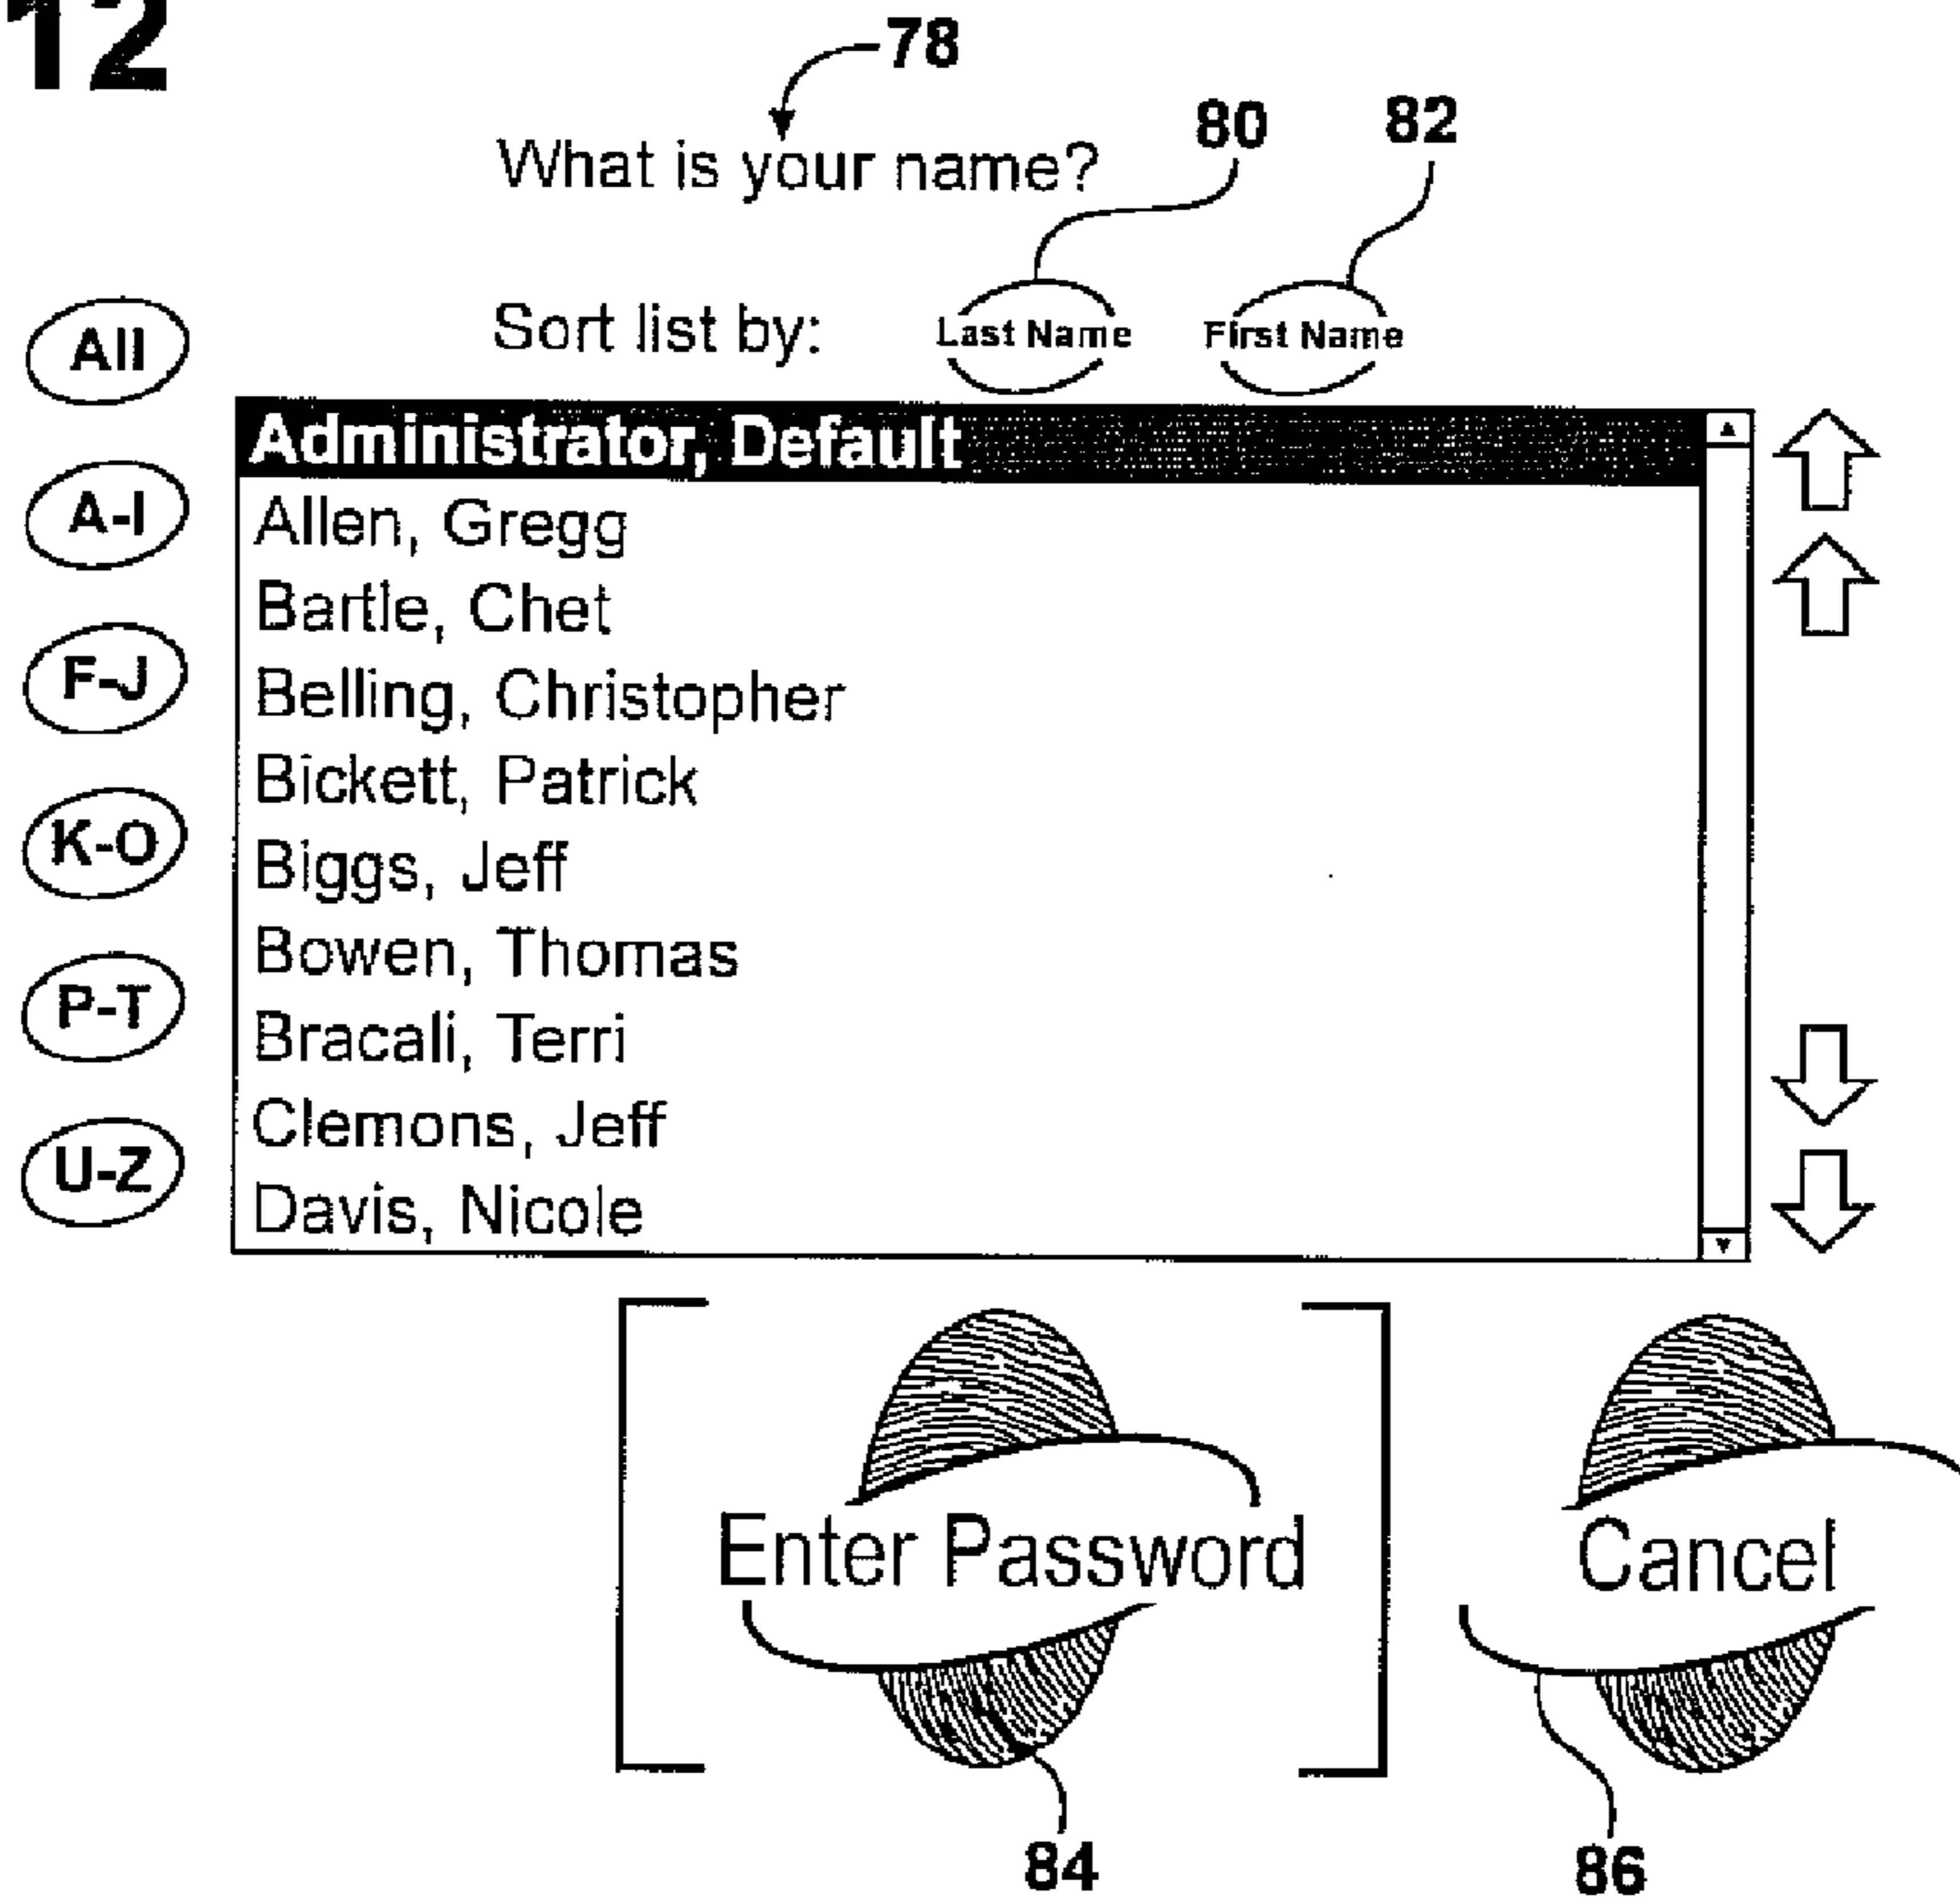 12
78
80
82
What is your name?
Sort list by:
Last Name
First Name
All
A-I
F-J
K-O
P-T
U-Z
Administrator, Default
Allen, Gregg
Bartle, Chet
Belling, Christopher
Bickett, Patrick
Biggs, Jeff
Bowen, Thomas
Bracali, Terri
Clemons, Jeff
Davis, Nicole
Enter Password
Cancel
84
86